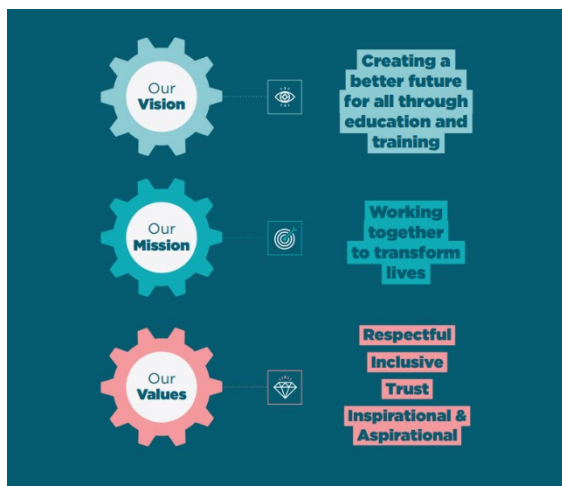 Our
Vision
Creating a
better future
for all through
education and
training
Our
Mission
Working
together
to transform
lives
Our
Values
Respectful
Inclusive
Trust
Inspirational &
Aspirational